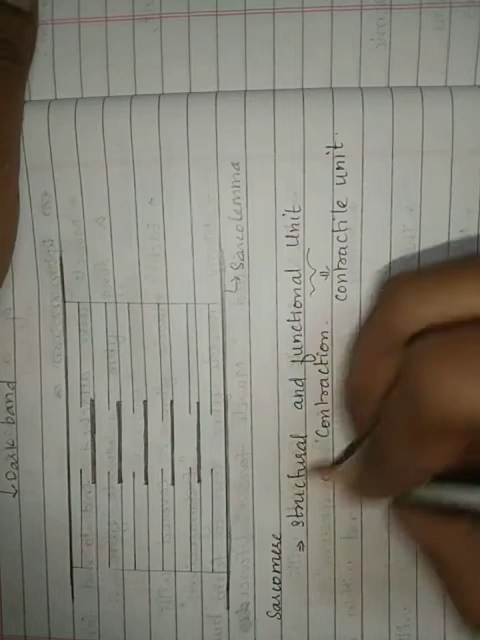 ↳ Dark band
↳ Sarcolemma
Sarcomere
⇒ structural and functional unit
contraction.
⇓
contractile unit.